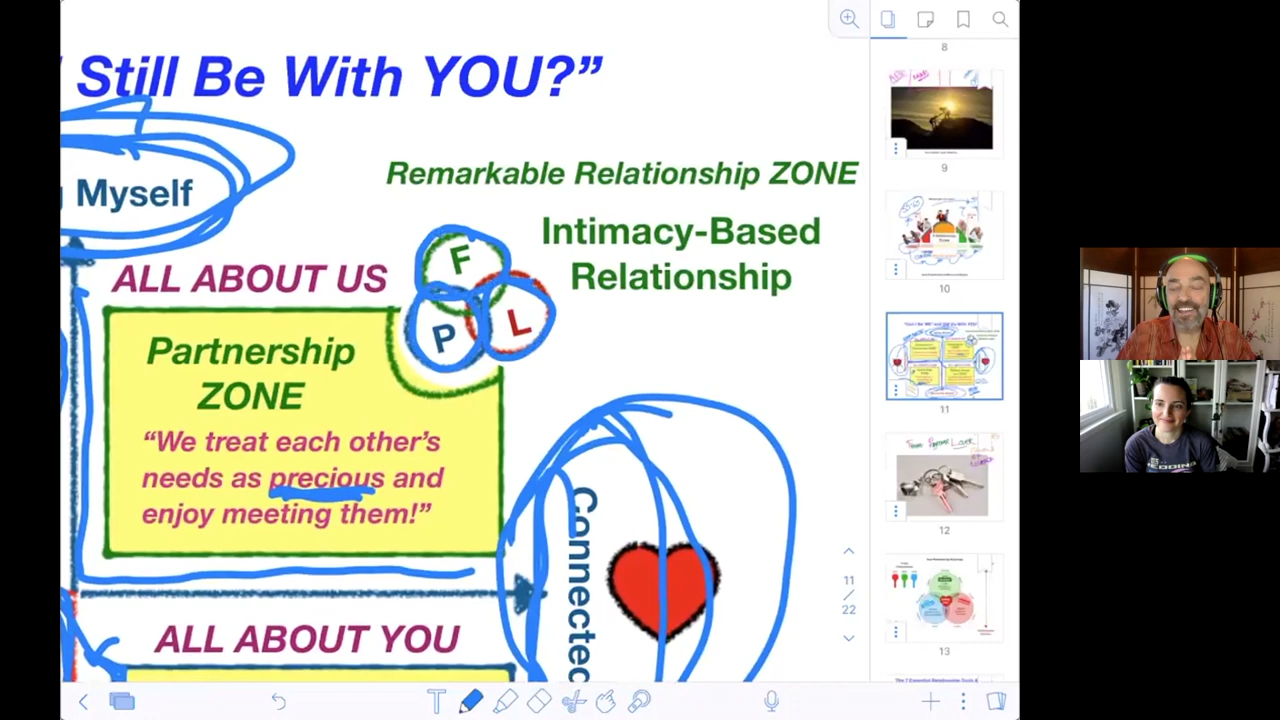 Still Be With YOU?”
Myself
Remarkable Relationship ZONE
Intimacy-Based
Relationship
ALL ABOUT US
F
P
L
Partnership
ZONE
“We treat each other’s
needs as precious and
enjoy meeting them!”
Connected
ALL ABOUT YOU
8
9
10
11
12
13
11
/
22
T